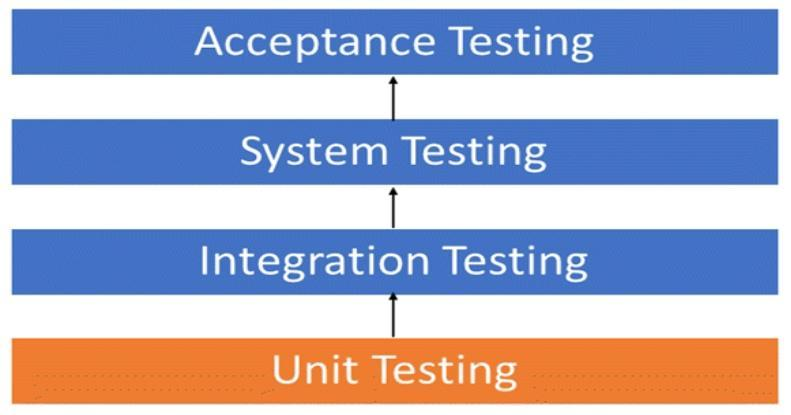 Acceptance Testing
System Testing
Integration Testing
Unit Testing